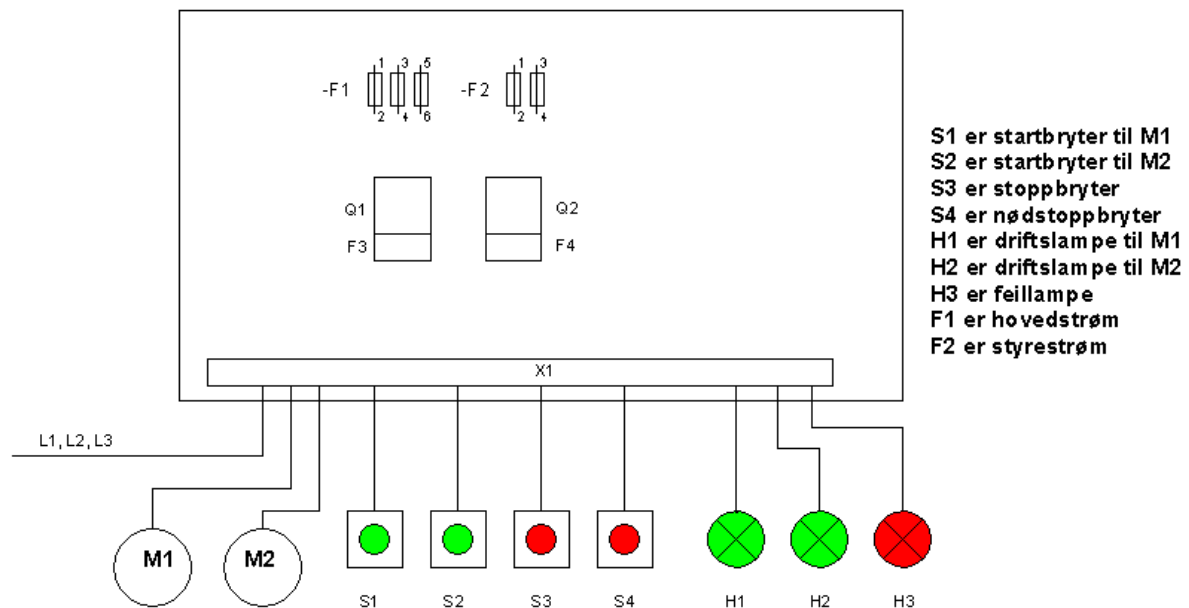 1 3 5 1 3
-F1 -F2
2 4 6 2 4
Q1 Q2
F3 F4
X1
S1 er startbryter til M1
S2 er startbryter til M2
S3 er stoppbryter
S4 er nødstoppbryter
H1 er driftslampe til M1
H2 er driftslampe til M2
H3 er feillampe
F1 er hovedstrøm
F2 er styrestrøm
L1, L2, L3
M1 M2
S1 S2 S3 S4 H1 H2 H3